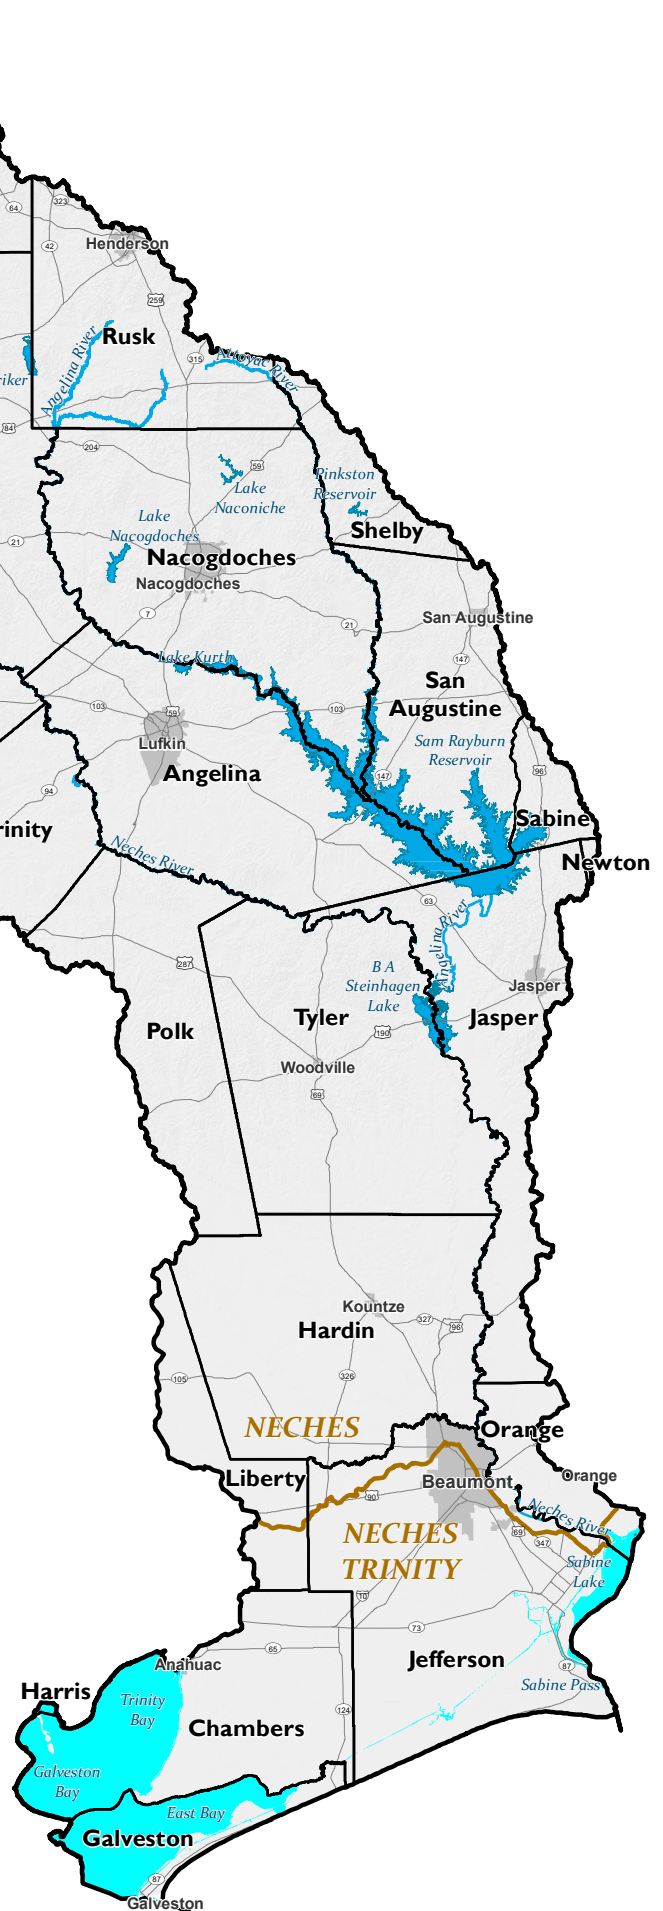 64
323
42
Henderson
259
Rusk
Angelina River
315
Attoyac River
riker
84
204
59
Lake
Naconiche
Pinkston
Reservoir
Lake
Nacogdoches
Shelby
21
Nacogdoches
Nacogdoches
7
21
San Augustine
Lake Kurth
147
San
Augustine
103
59
103
Lufkin
Sam Rayburn
Reservoir
Angelina
147
96
94
Sabine
rinity
Neches River
Newton
63
Angelina River
287
B A
Steinhagen
Lake
Jasper
Polk
Tyler
190
Jasper
Woodville
69
Kountze
Hardin
327
96
105
326
NECHES
Orange
Liberty
Beaumont
Orange
90
Neches River
NECHES
TRINITY
69
347
Sabine
Lake
10
73
65
Jefferson
Anahuac
87
Sabine Pass
Harris
Trinity
Bay
124
Chambers
Galveston
Bay
East Bay
Galveston
87
Galveston